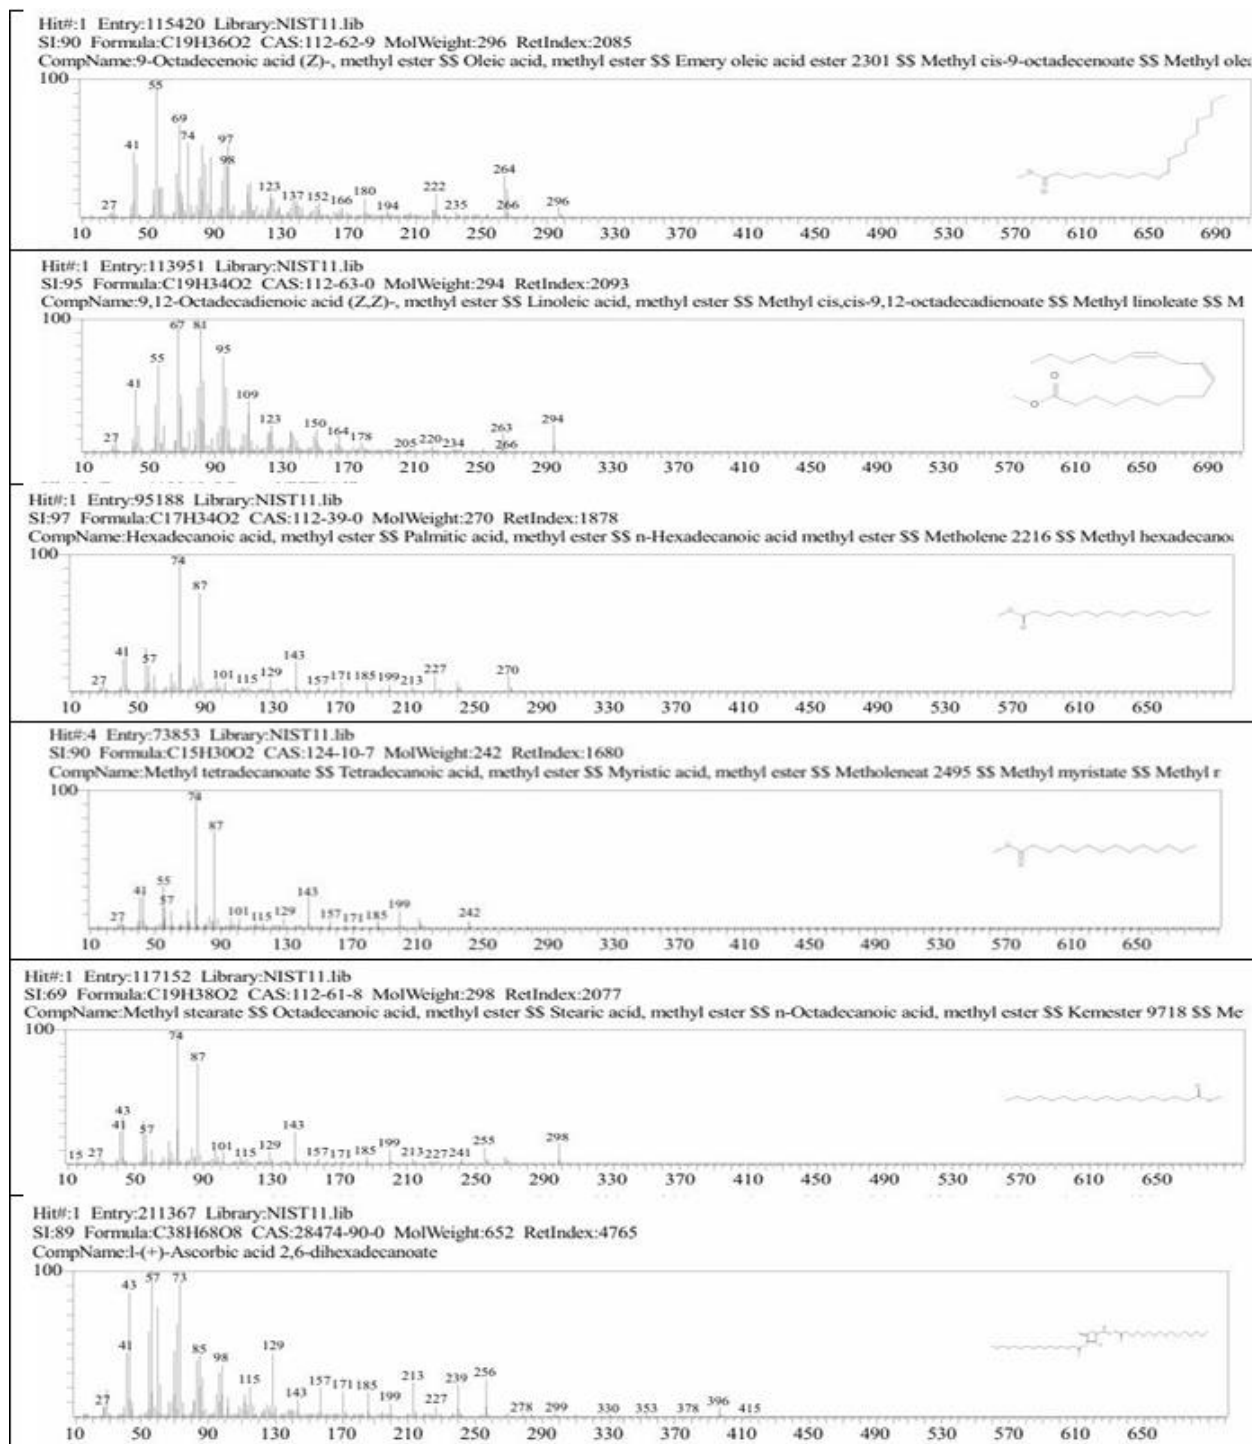 Hit#:1 Entry:115420 Library:NIST11.lib
SI:90 Formula:C19H36O2 CAS:112-62-9 MolWeight:296 RetIndex:2085
CompName:9-Octadecenoic acid (Z)-, methyl ester $$ Oleic acid, methyl ester $$ Emery oleic acid ester 2301 $$ Methyl cis-9-octadecenoate $$ Methyl olea
100
55
69
74
97
41
98
264
123
137 152 166 180
222
27
194
235
266
296
10 50 90 130 170 210 250 290 330 370 410 450 490 530 570 610 650 690
Hit#:1 Entry:113951 Library:NIST11.lib
SI:95 Formula:C19H34O2 CAS:112-63-0 MolWeight:294 RetIndex:2093
CompName:9,12-Octadecadienoic acid (Z,Z)-, methyl ester $$ Linoleic acid, methyl ester $$ Methyl cis,cis-9,12-octadecadienoate $$ Methyl linoleate $$ M
100
67 81
95
55
41
109
123
150
164
178
27
205 220 234
263
266
294
O
O
10 50 90 130 170 210 250 290 330 370 410 450 490 530 570 610 650 690
Hit#:1 Entry:95188 Library:NIST11.lib
SI:97 Formula:C17H34O2 CAS:112-39-0 MolWeight:270 RetIndex:1878
CompName:Hexadecanoic acid, methyl ester $$ Palmitic acid, methyl ester $$ n-Hexadecanoic acid methyl ester $$ Metholene 2216 $$ Methyl hexadecano
100
74
87
41
57
143
27
101 115 129
157 171 185 199 213
227
270
10 50 90 130 170 210 250 290 330 370 410 450 490 530 570 610 650
Hit#:4 Entry:73853 Library:NIST11.lib
SI:90 Formula:C15H30O2 CAS:124-10-7 MolWeight:242 RetIndex:1680
CompName:Methyl tetradecanoate $$ Tetradecanoic acid, methyl ester $$ Myristic acid, methyl ester $$ Metholeneat 2495 $$ Methyl myristate $$ Methyl r
100
74
87
55
41
57
143
27
101 115 129
157 171 185
199
242
10 50 90 130 170 210 250 290 330 370 410 450 490 530 570 610 650
Hit#:1 Entry:117152 Library:NIST11.lib
SI:69 Formula:C19H38O2 CAS:112-61-8 MolWeight:298 RetIndex:2077
CompName:Methyl stearate $$ Octadecanoic acid, methyl ester $$ Stearic acid, methyl ester $$ n-Octadecanoic acid, methyl ester $$ Kemester 9718 $$ Me
100
74
87
43
41
57
143
15 27
101 115 129
157 171 185 199 213 227 241
255
298
10 50 90 130 170 210 250 290 330 370 410 450 490 530 570 610 650
Hit#:1 Entry:211367 Library:NIST11.lib
SI:89 Formula:C38H68O8 CAS:28474-90-0 MolWeight:652 RetIndex:4765
CompName:l-(+)-Ascorbic acid 2,6-dihexadecanoate
100
43 57 73
41
85 98
129
27
115
143
157 171 185 199
213
227
239 256
278 299 330 353 378 396 415
10 50 90 130 170 210 250 290 330 370 410 450 490 530 570 610 650